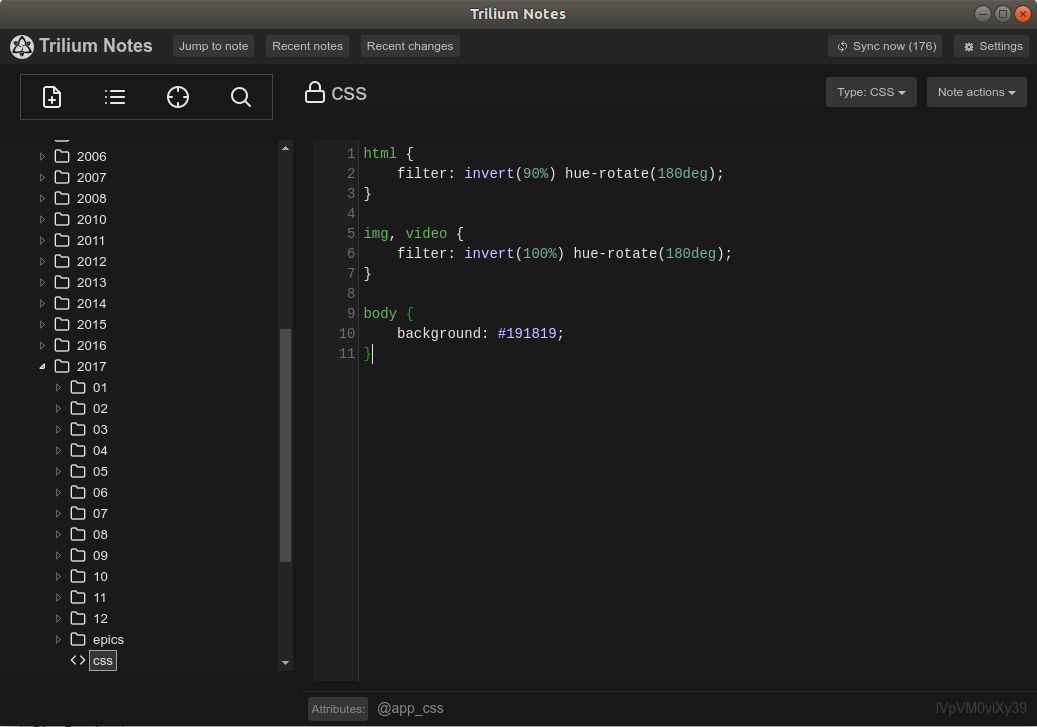 Trilium Notes
Trilium Notes Jump to note Recent notes Recent changes Sync now (176) Settings
CSS Type: CSS Note actions
2006
2007
2008
2010
2011
2012
2013
2014
2015
2016
2017
01
02
03
04
05
06
07
08
09
10
11
12
epics
css
1 html {
2 filter: invert(90%) hue-rotate(180deg);
3 }
4
5 img, video {
6 filter: invert(100%) hue-rotate(180deg);
7 }
8
9 body {
10 background: #191819;
11 }
Attributes: @app_css lVpVM0viXy39